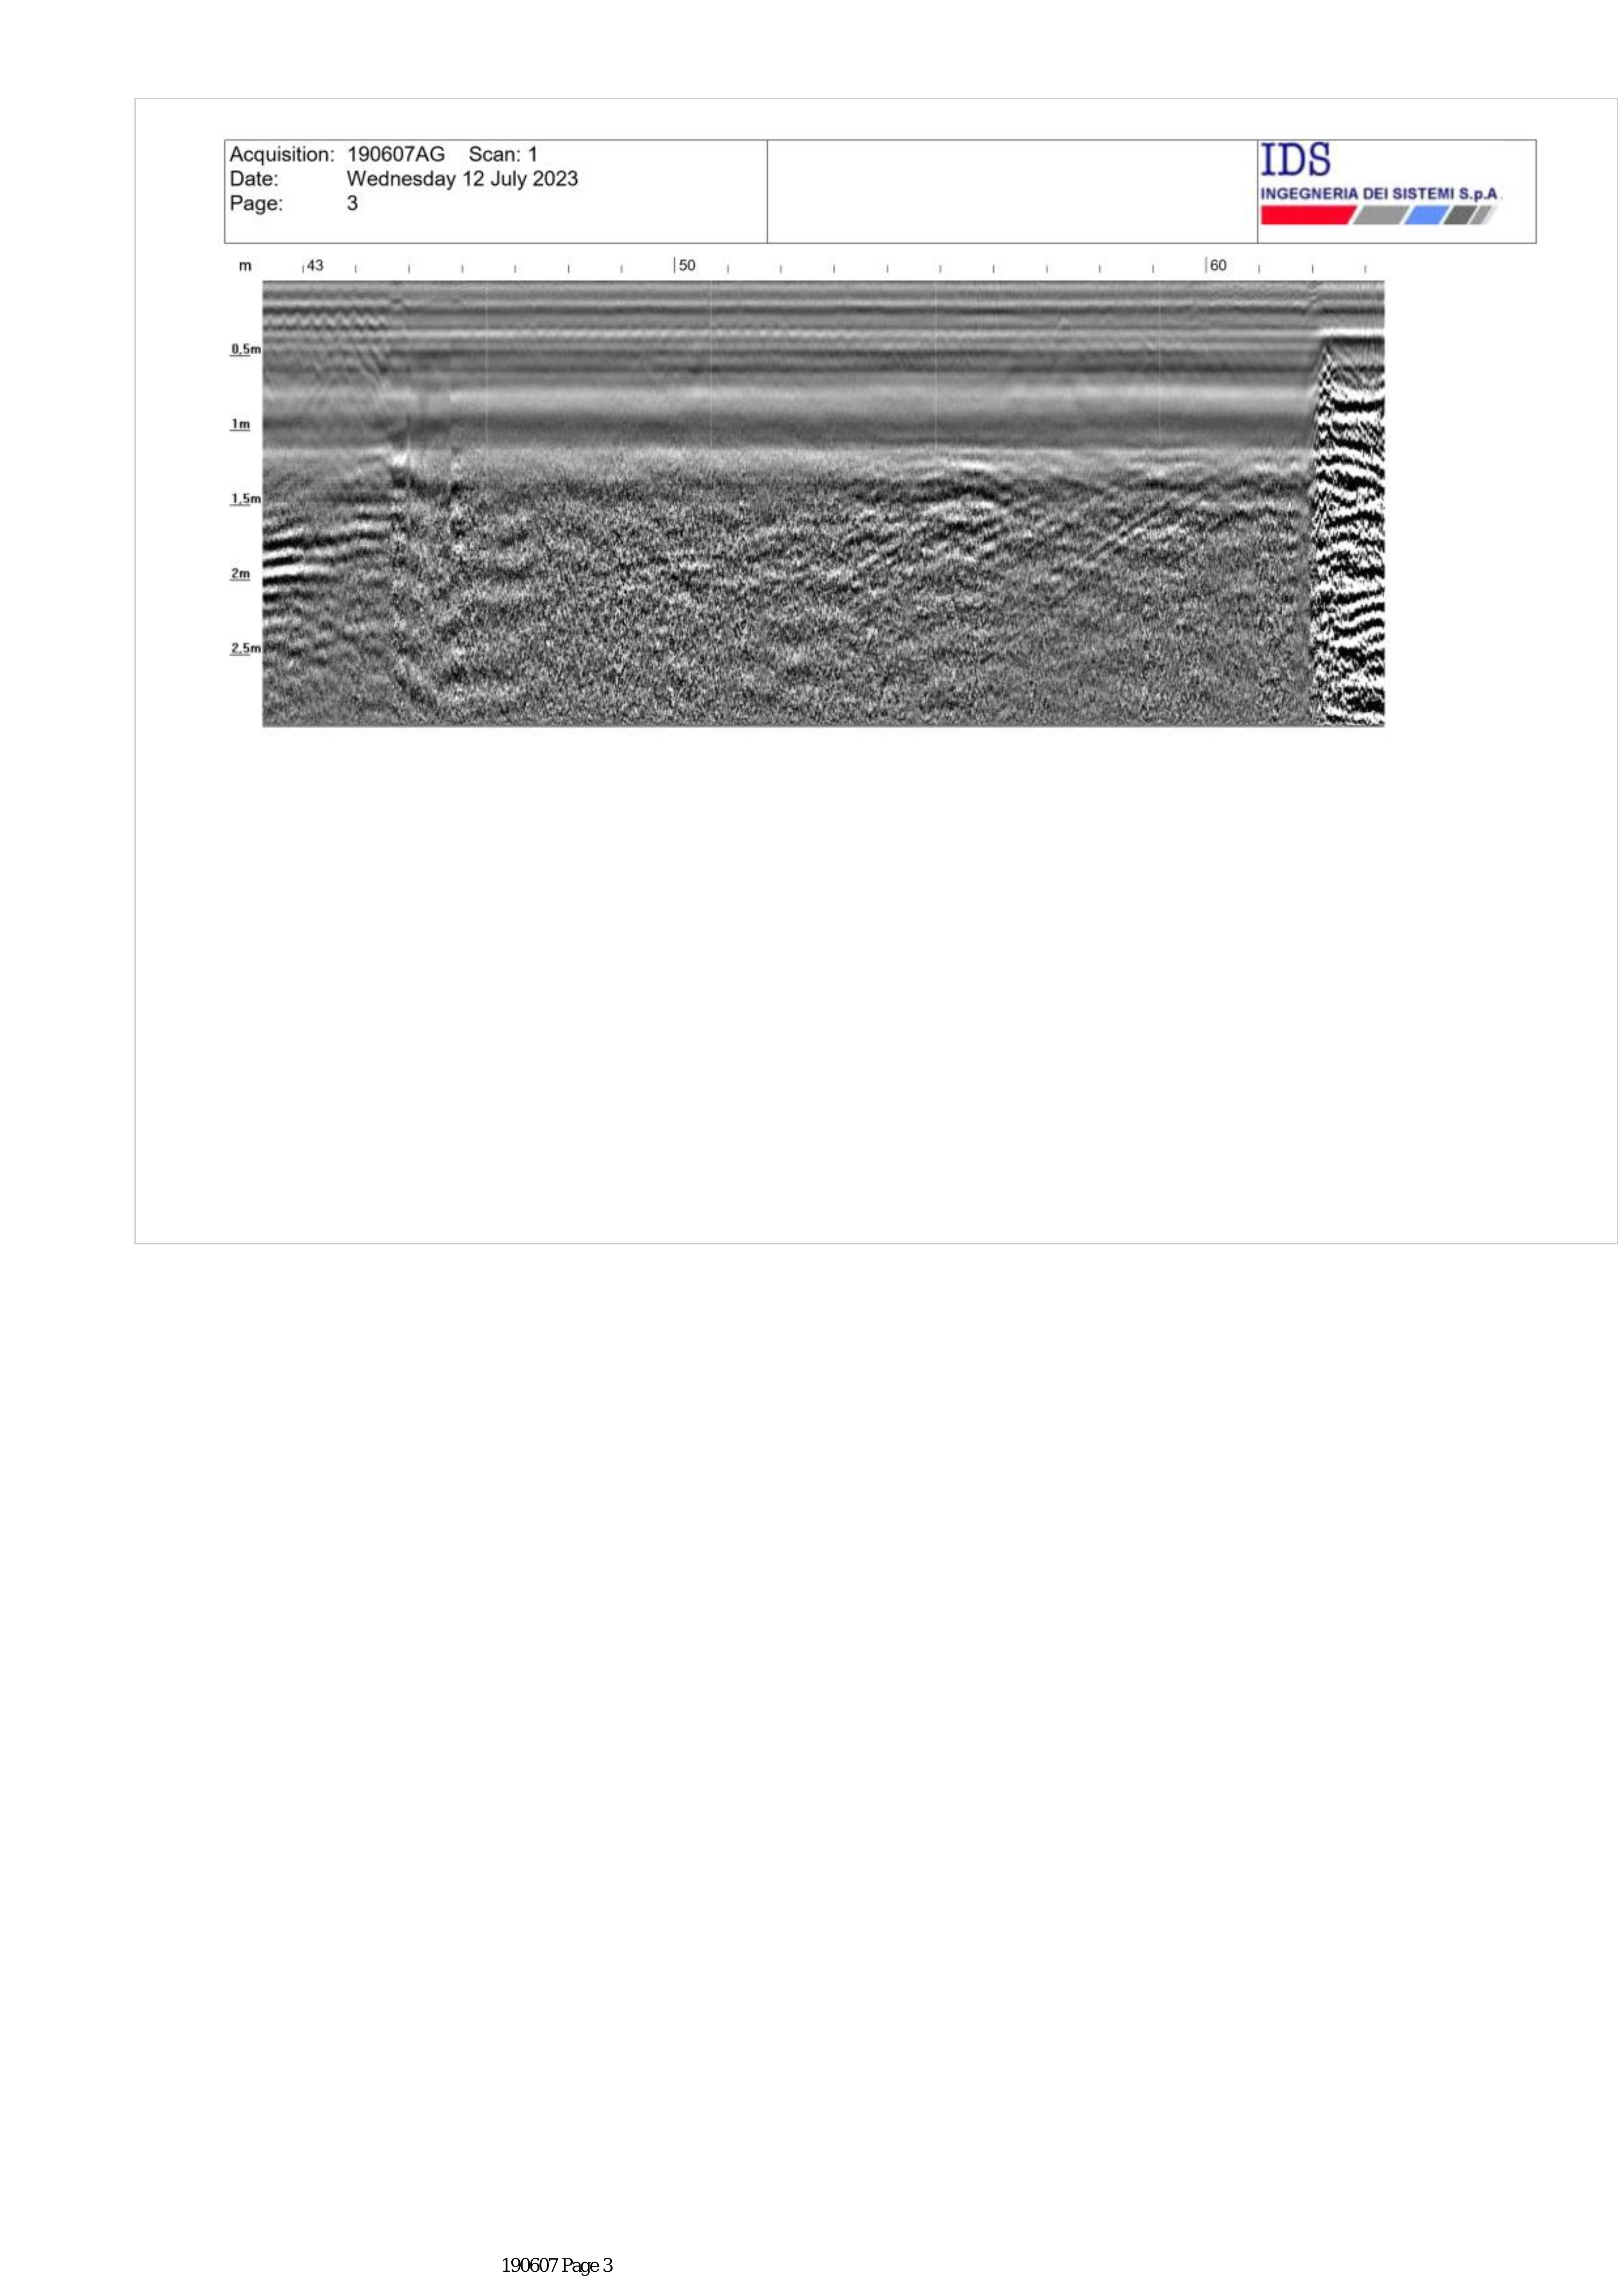 Acquisition: 190607AG Scan: 1
Date: Wednesday 12 July 2023
Page: 3
IDS
INGEGNERIA DEI SISTEMI S.p.A.
m 43 50 60
0,5m
1m
1,5m
2m
2,5m
190607 Page 3